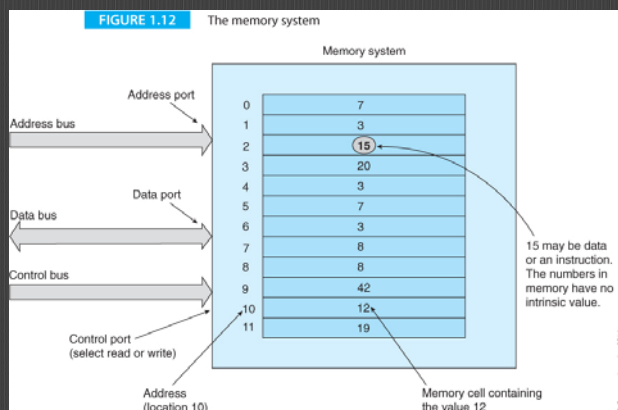 FIGURE 1.12 The memory system
Memory system
Address port
Address bus
Data port
Data bus
Control bus
Control port
(select read or write)
0 7
1 3
2 15
3 20
4 3
5 7
6 3
7 8
8 8
9 42
10 12
11 19
15 may be data
or an instruction.
The numbers in
memory have no
intrinsic value.
Address
(location 10)
Memory cell containing
the value 12